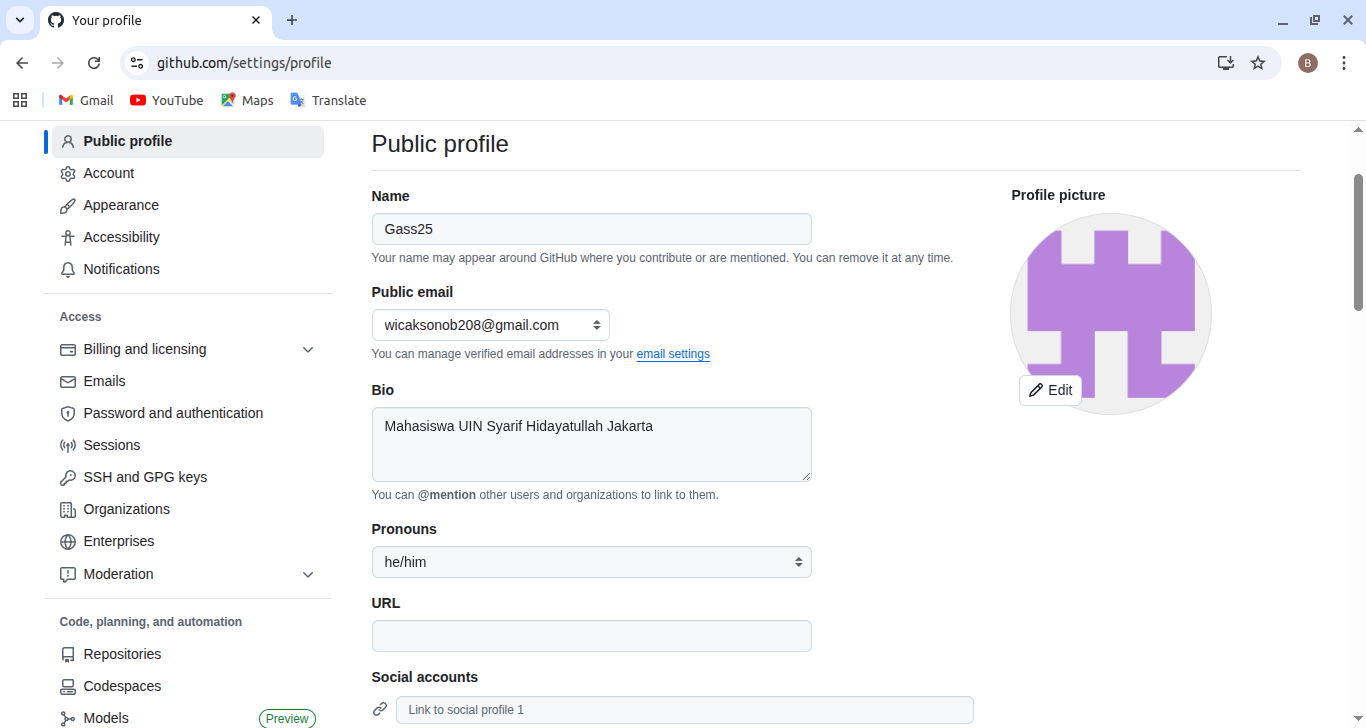 Your profile
github.com/settings/profile
B
Gmail
YouTube
Maps
Translate
Public profile
Account
Appearance
Accessibility
Notifications
Access
Billing and licensing
Emails
Password and authentication
Sessions
SSH and GPG keys
Organizations
Enterprises
Moderation
Code, planning, and automation
Repositories
Codespaces
Models Preview
Public profile
Name
Gass25
Your name may appear around GitHub where you contribute or are mentioned. You can remove it at any time.
Public email
wicaksonob208@gmail.com
You can manage verified email addresses in your email settings
Bio
Mahasiswa UIN Syarif Hidayatullah Jakarta
You can @mention other users and organizations to link to them.
Pronouns
he/him
URL
Social accounts
Link to social profile 1
Profile picture
Edit